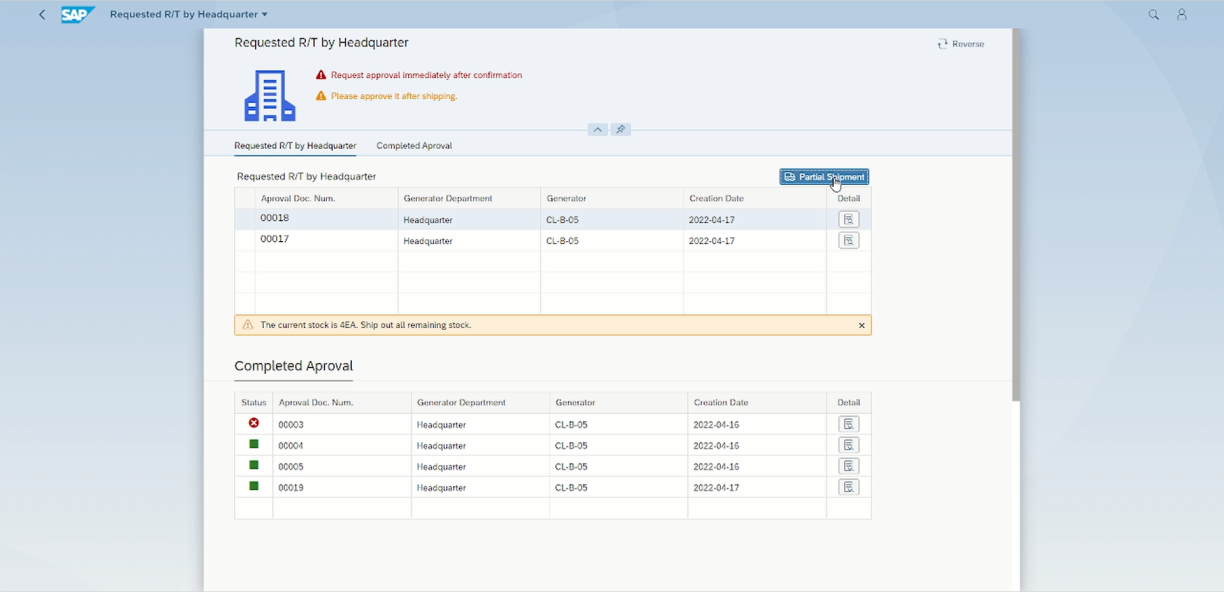 SAP Requested R/T by Headquarter
Requested R/T by Headquarter
Reverse
Request approval immediately after confirmation
Please approve it after shipping.
Requested R/T by Headquarter Completed Aproval
Requested R/T by Headquarter
Partial Shipment
Aproval Doc. Num. Generator Department Generator Creation Date Detail
00018 Headquarter CL-B-05 2022-04-17
00017 Headquarter CL-B-05 2022-04-17
The current stock is 4EA. Ship out all remaining stock.
Completed Aproval
Status Aproval Doc. Num. Generator Department Generator Creation Date Detail
00003 Headquarter CL-B-05 2022-04-16
00004 Headquarter CL-B-05 2022-04-16
00005 Headquarter CL-B-05 2022-04-16
00019 Headquarter CL-B-05 2022-04-17